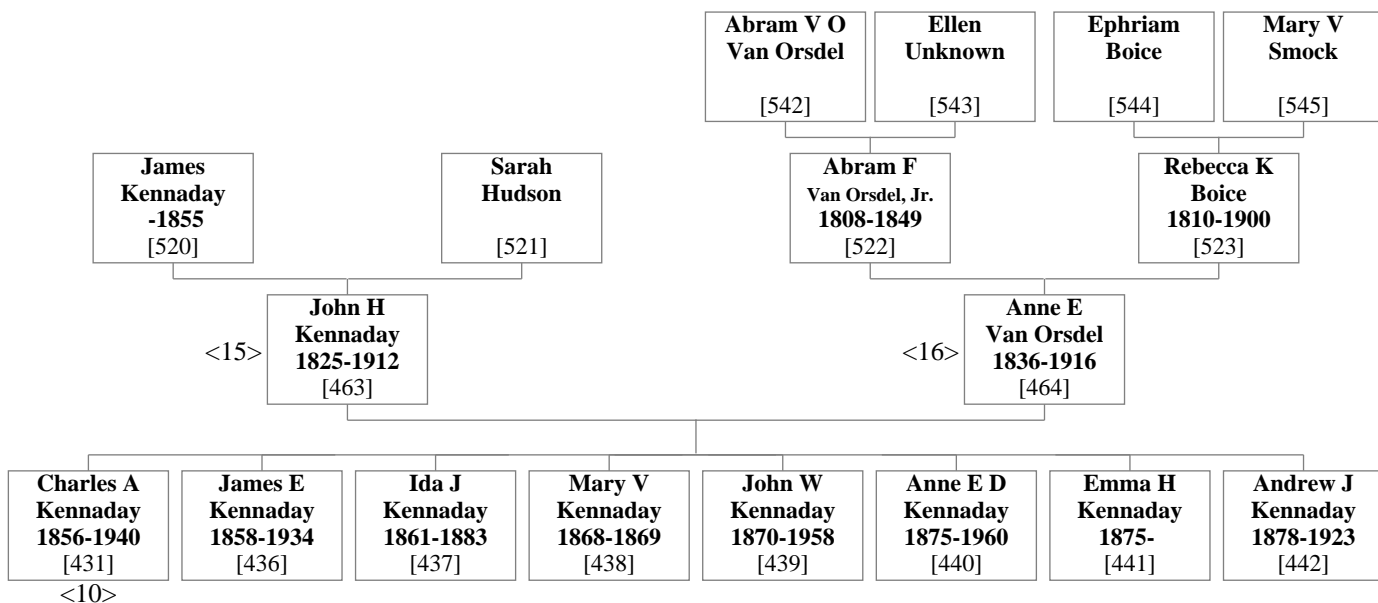 Abram V O
Van Orsdel
[542]
Ellen
Unknown
[543]
Ephriam
Boice
[544]
Mary V
Smock
[545]
James
Kennaday
-1855
[520]
Sarah
Hudson
[521]
Abram F
Van Orsdel, Jr.
1808-1849
[522]
Rebecca K
Boice
1810-1900
[523]
<15>
John H
Kennaday
1825-1912
[463]
<16>
Anne E
Van Orsdel
1836-1916
[464]
Charles A
Kennaday
1856-1940
[431]
<10>
James E
Kennaday
1858-1934
[436]
Ida J
Kennaday
1861-1883
[437]
Mary V
Kennaday
1868-1869
[438]
John W
Kennaday
1870-1958
[439]
Anne E D
Kennaday
1875-1960
[440]
Emma H
Kennaday
1875-
[441]
Andrew J
Kennaday
1878-1923
[442]